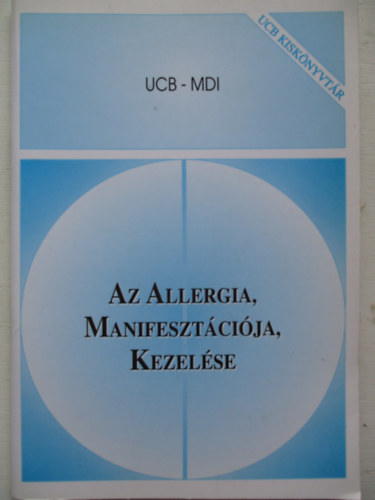 UCB KISKÖNYVTÁR
UCB - MDI
AZ ALLERGIA,
MANIFESZTÁCIÓJA,
KEZELÉSE